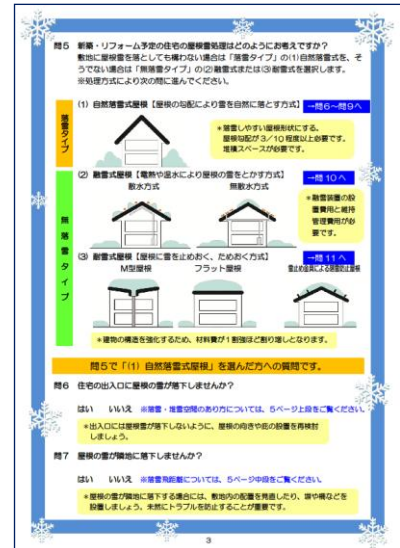 問5 新築・リフォーム予定の住宅の屋根雪処理はどのようにお考えですか？
敷地に屋根雪を落としても構わない場合は「落雪タイプ」の(1)自然落雪式を、そ
うでない場合は「無落雪タイプ」の(2)融雪式または(3)耐雪式を選択します。
※処理方式により次の問に進んでください。
落雪タイプ
(1) 自然落雪式屋根【屋根の勾配により雪を自然に落とす方式】
→問6～問9へ
＊落雪しやすい屋根形状にする。
屋根勾配が3／10程度以上必要です。
堆積スペースが必要です。
無落雪タイプ
(2) 融雪式屋根【電熱や温水により屋根の雪をとかす方式】
→問10へ
散水方式 無散水方式
＊融雪装置の設
置費用と維持
管理費用が必
要です。
(3) 耐雪式屋根【屋根に雪を止めおく、ためおく方式】
→問11へ
M型屋根 フラット屋根 雪止め金具による落雪防止屋根
＊建物の構造を強化するため、材料費が1割強ほど割り増しとなります。
問5で「(1) 自然落雪式屋根」を選んだ方への質問です。
問6 住宅の出入口に屋根の雪が落下しませんか？
はい いいえ ※落雪・堆雪空間のあり方については、5ページ上段をご覧ください。
＊出入口には屋根雪が落下しないように、屋根の向きや庇の設置を再検討
しましょう。
問7 屋根の雪が隣地に落下しませんか？
はい いいえ ※落雪飛距離については、5ページ中段をご覧ください。
＊屋根の雪が隣地に落下する場合には、敷地内の配置を見直したり、塀や柵などを
設置しましょう。未然にトラブルを防止することが重要です。
3